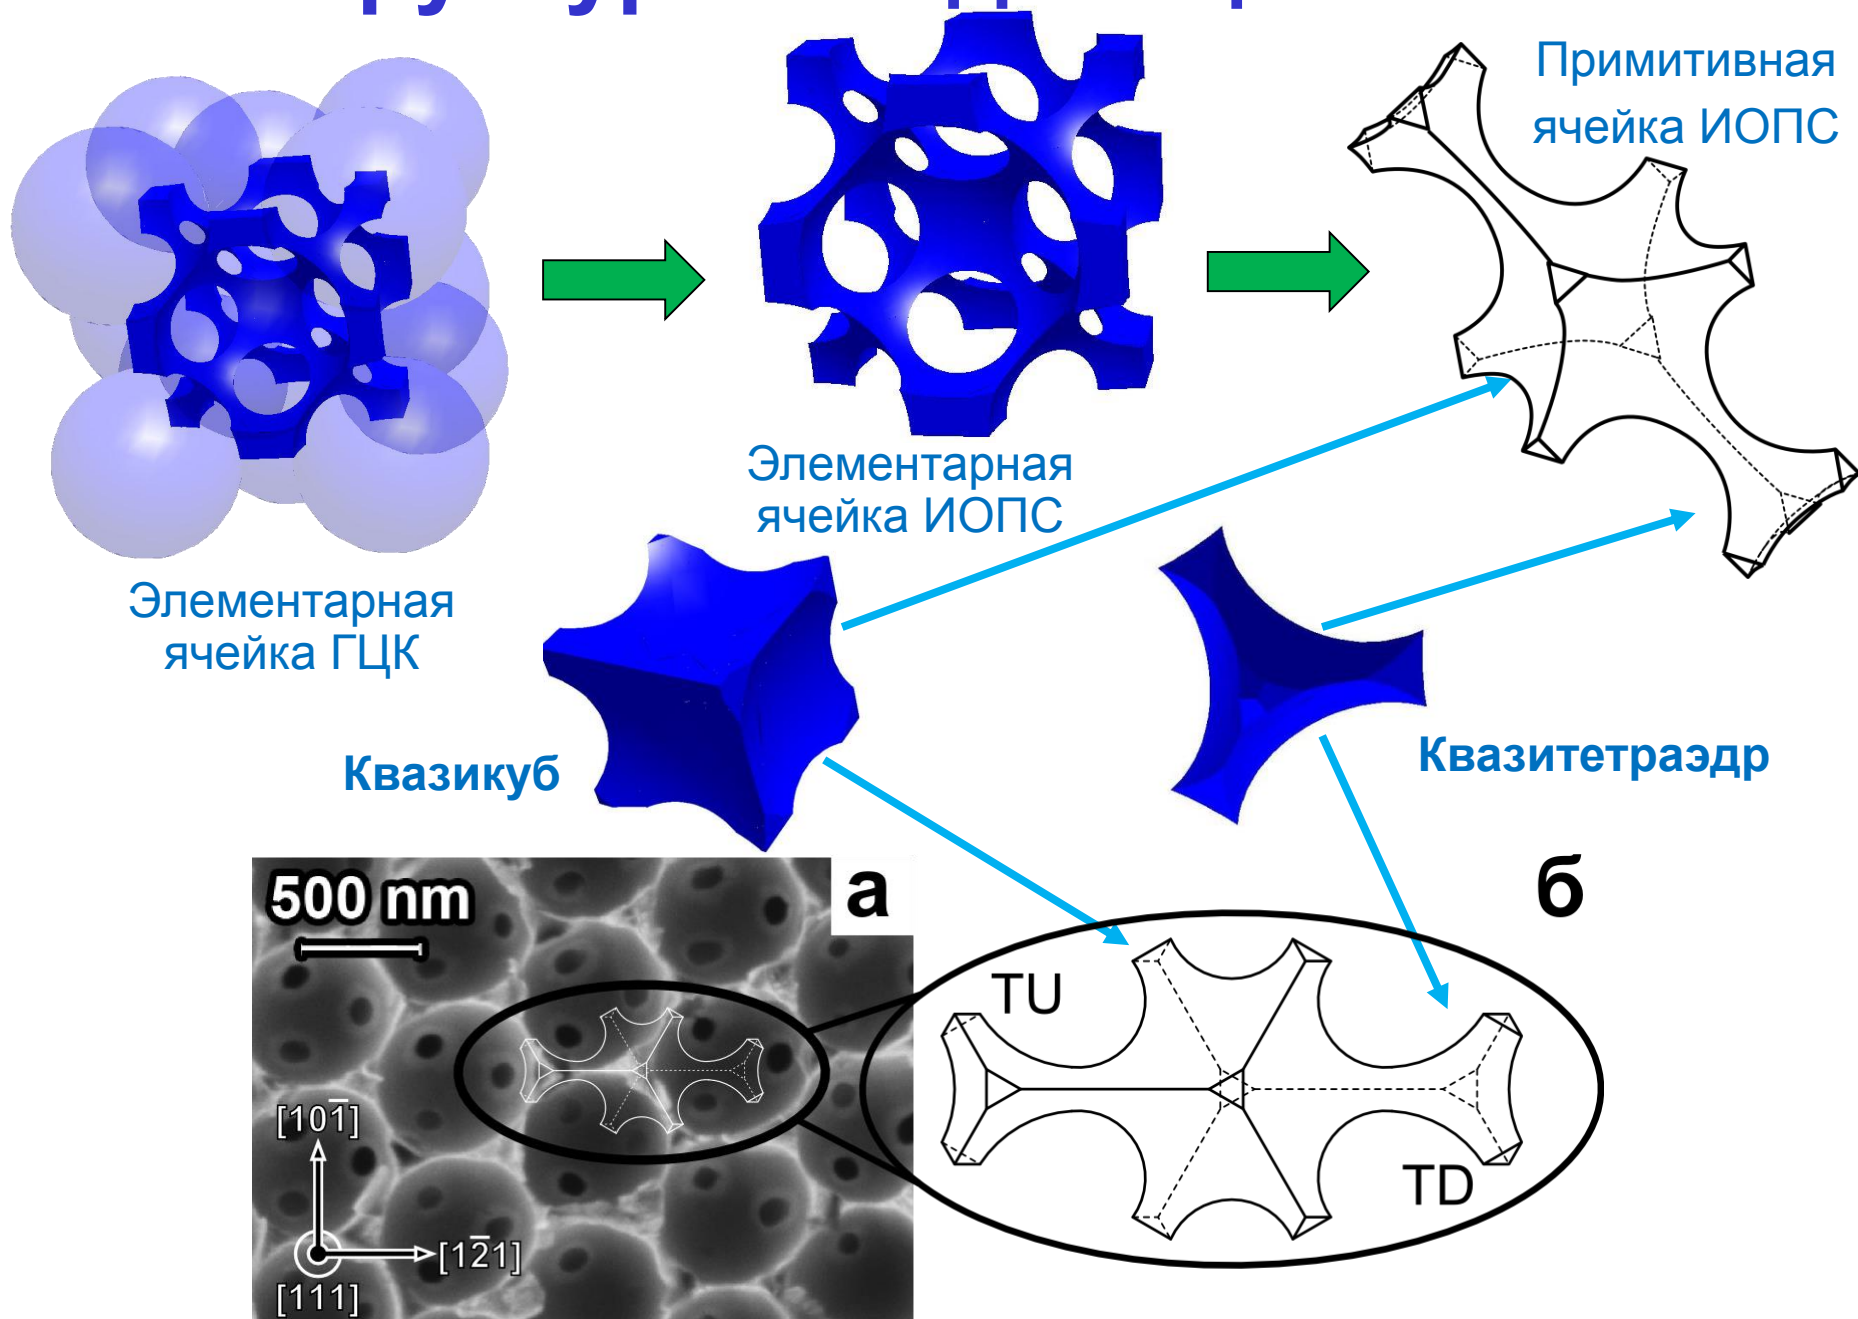 Примитивная
ячейка ИОПС
Элементарная
ячейка ИОПС
Элементарная
ячейка ГЦК
Квазикуб
Квазитетраэдр
500 nm
а
б
TU
TD
[101̅]
[12̅1]
[111]